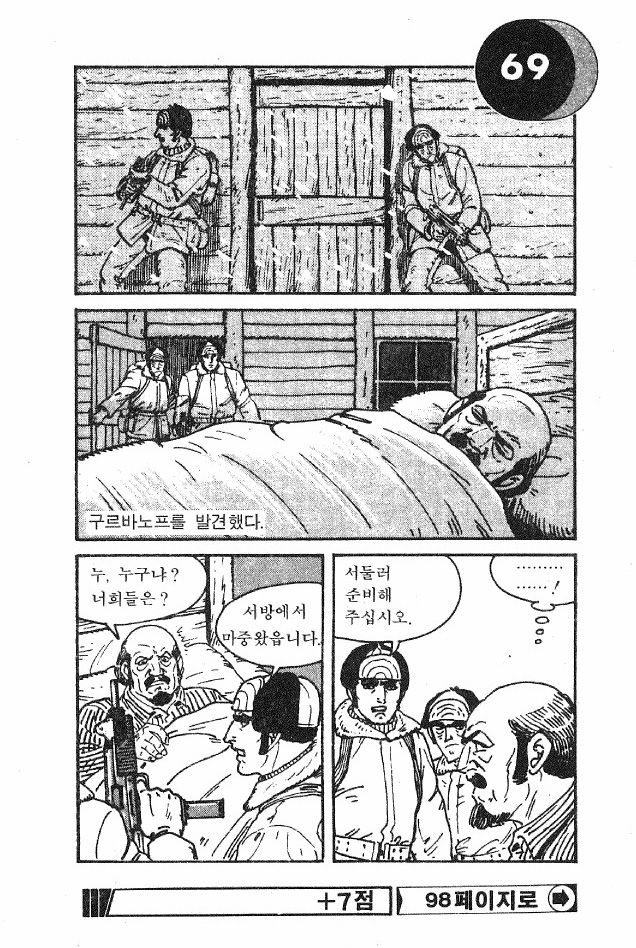 69
구르바노프를 발견했다.
누, 누구냐?
너희들은?
서방에서
마중왔읍니다.
서둘러
준비해
주십시오.
………
……!
+7점
98페이지로